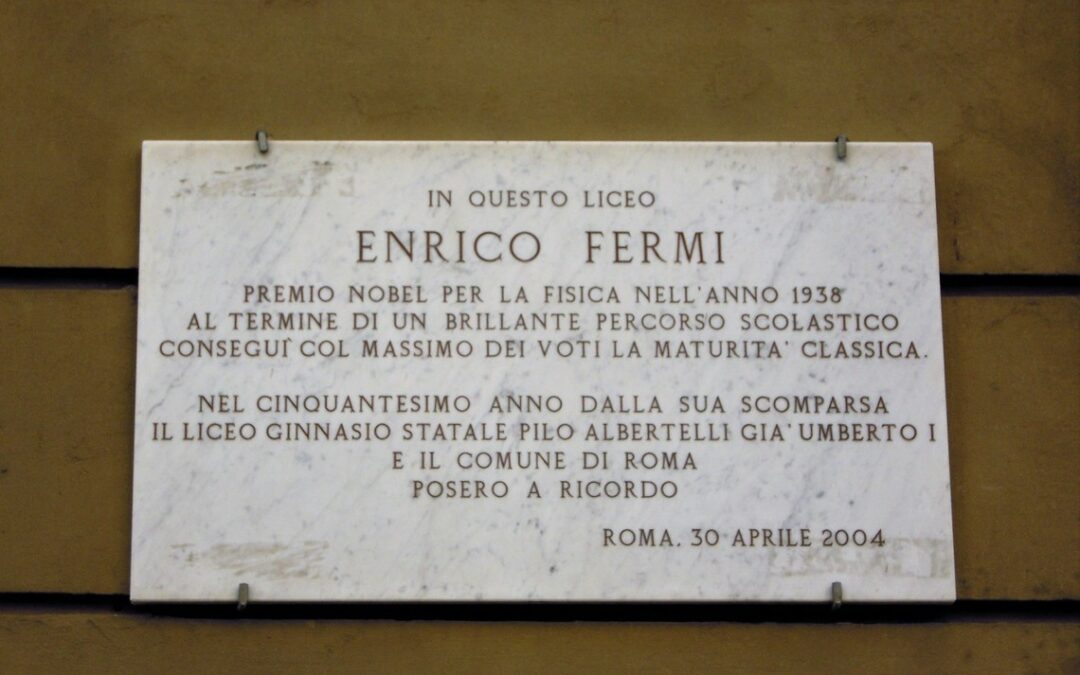 IN QUESTO LICEO
ENRICO FERMI
PREMIO NOBEL PER LA FISICA NELL'ANNO 1938
AL TERMINE DI UN BRILLANTE PERCORSO SCOLASTICO
CONSEGUI' COL MASSIMO DEI VOTI LA MATURITA' CLASSICA.
NEL CINQUANTESIMO ANNO DALLA SUA SCOMPARSA
IL LICEO GINNASIO STATALE PILO ALBERTELLI GIA' UMBERTO I
E IL COMUNE DI ROMA
POSERO A RICORDO
ROMA. 30 APRILE 2004